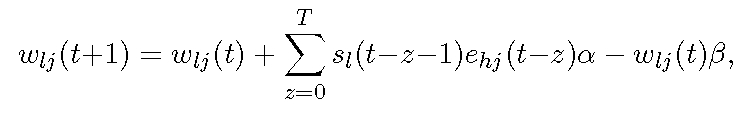 w_{lj}(t+1) = w_{lj}(t) + \sum_{z=0}^{T} s_l(t-z-1)e_{hj}(t-z)\alpha - w_{lj}(t)\beta,